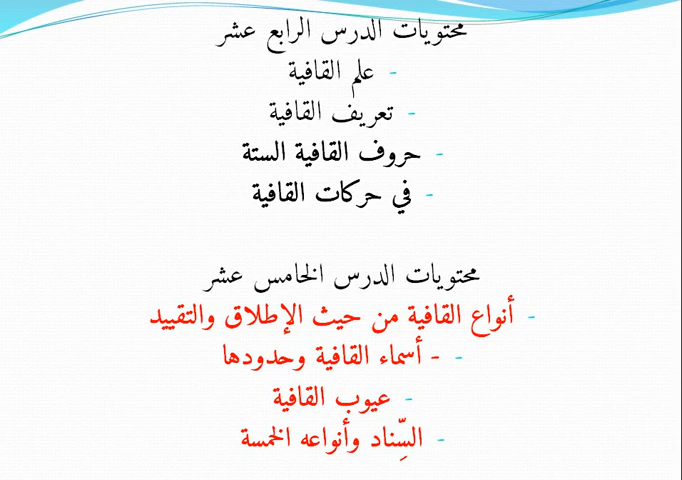 محتويات الدرس الرابع عشر
- علم القافية
- تعريف القافية
- حروف القافية الستة
- في حركات القافية
محتويات الدرس الخامس عشر
- أنواع القافية من حيث الإطلاق والتقييد
- - أسماء القافية وحدودها
- عيوب القافية
- السِّناد وأنواعه الخمسة